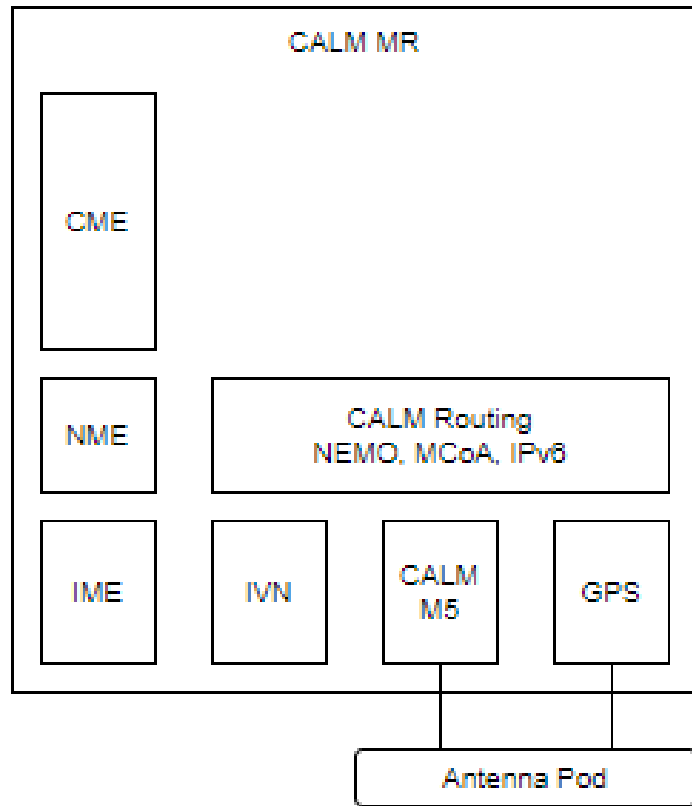 CALM MR
CME
NME
CALM Routing
NEMO, MCoA, IPv6
IME
IVN
CALM
M5
GPS
Antenna Pod